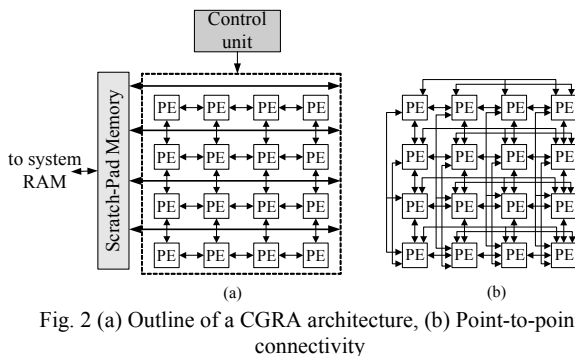 Control
unit
Scratch-Pad Memory
to system
RAM
PE PE PE PE
PE PE PE PE
PE PE PE PE
PE PE PE PE
(a)
PE PE PE PE
PE PE PE PE
PE PE PE PE
PE PE PE PE
(b)
Fig. 2 (a) Outline of a CGRA architecture, (b) Point-to-poin
connectivity